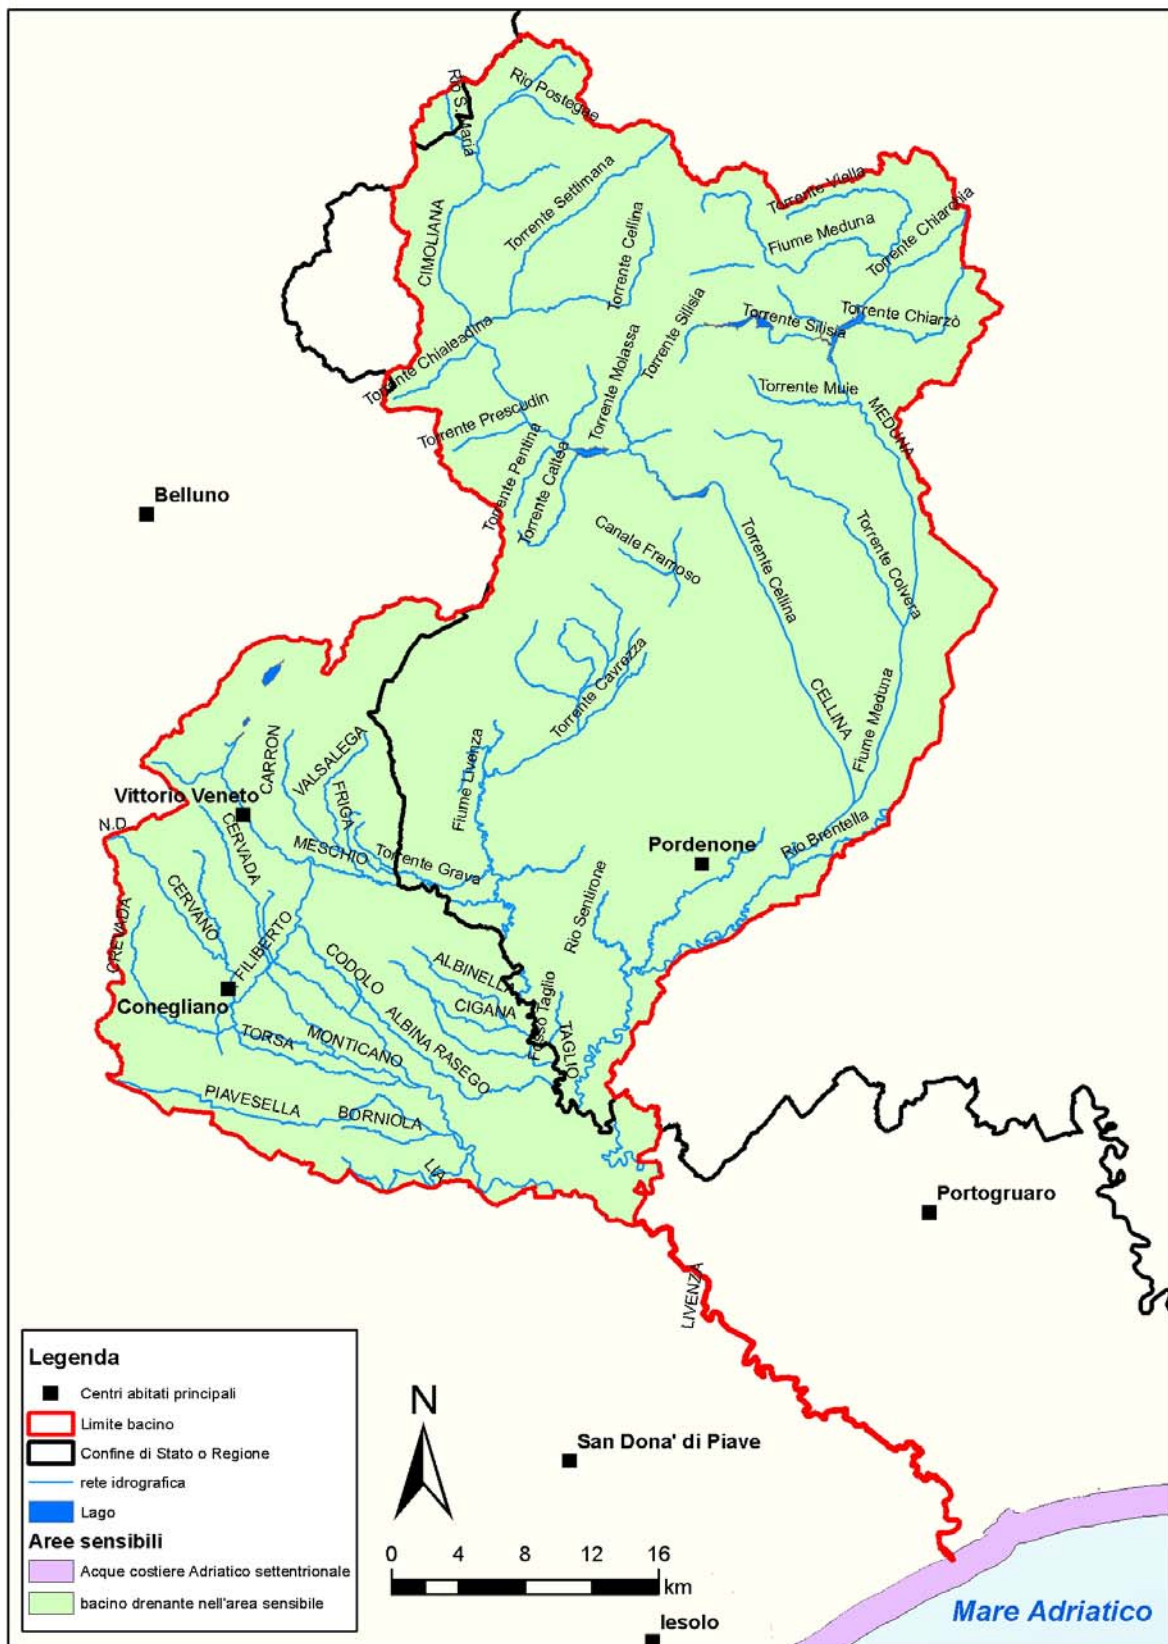 Rio Postegae
Rio S. Maria
Torrente Settimana
Torrente Viella
CIMOLIANA
Torrente Cellina
Fiume Meduna
Torrente Chiarchia
Torrente Silisia
Torrente Silisia
Torrente Chiarzò
Torrente Chialeadina
Torrente Molassa
Torrente Muie
MEDUNA
Torrente Prescudin
Torrente Pentina
Torrente Caltea
Belluno
Canale Framoso
Torrente Cellina
Torrente Colvera
Torrente Cavrezza
CELLINA
Fiume Meduna
CARRON
VALSALEGA
Fiume Livenza
FRIGA
Vittorio Veneto
N.D.
CERVADA
MESCHIO
Torrente Grava
Pordenone
Rio Brentella
CERVANO
CREVADA
FILIBERTO
Rio Sentirone
CODOLO
ALBINELLA
Conegliano
CIGANA
Fosso Taglio
TAGLIO
TORSA
MONTICANO
ALBINA RASEGO
PIAVESELLA
BORNIOLA
LIA
Portogruaro
LIVENZA
Legenda
Centri abitati principali
Limite bacino
Confine di Stato o Regione
rete idrografica
Lago
Aree sensibili
Acque costiere Adriatico settentrionale
bacino drenante nell'area sensibile
N
0 4 8 12 16
km
San Dona' di Piave
Iesolo
Mare Adriatico